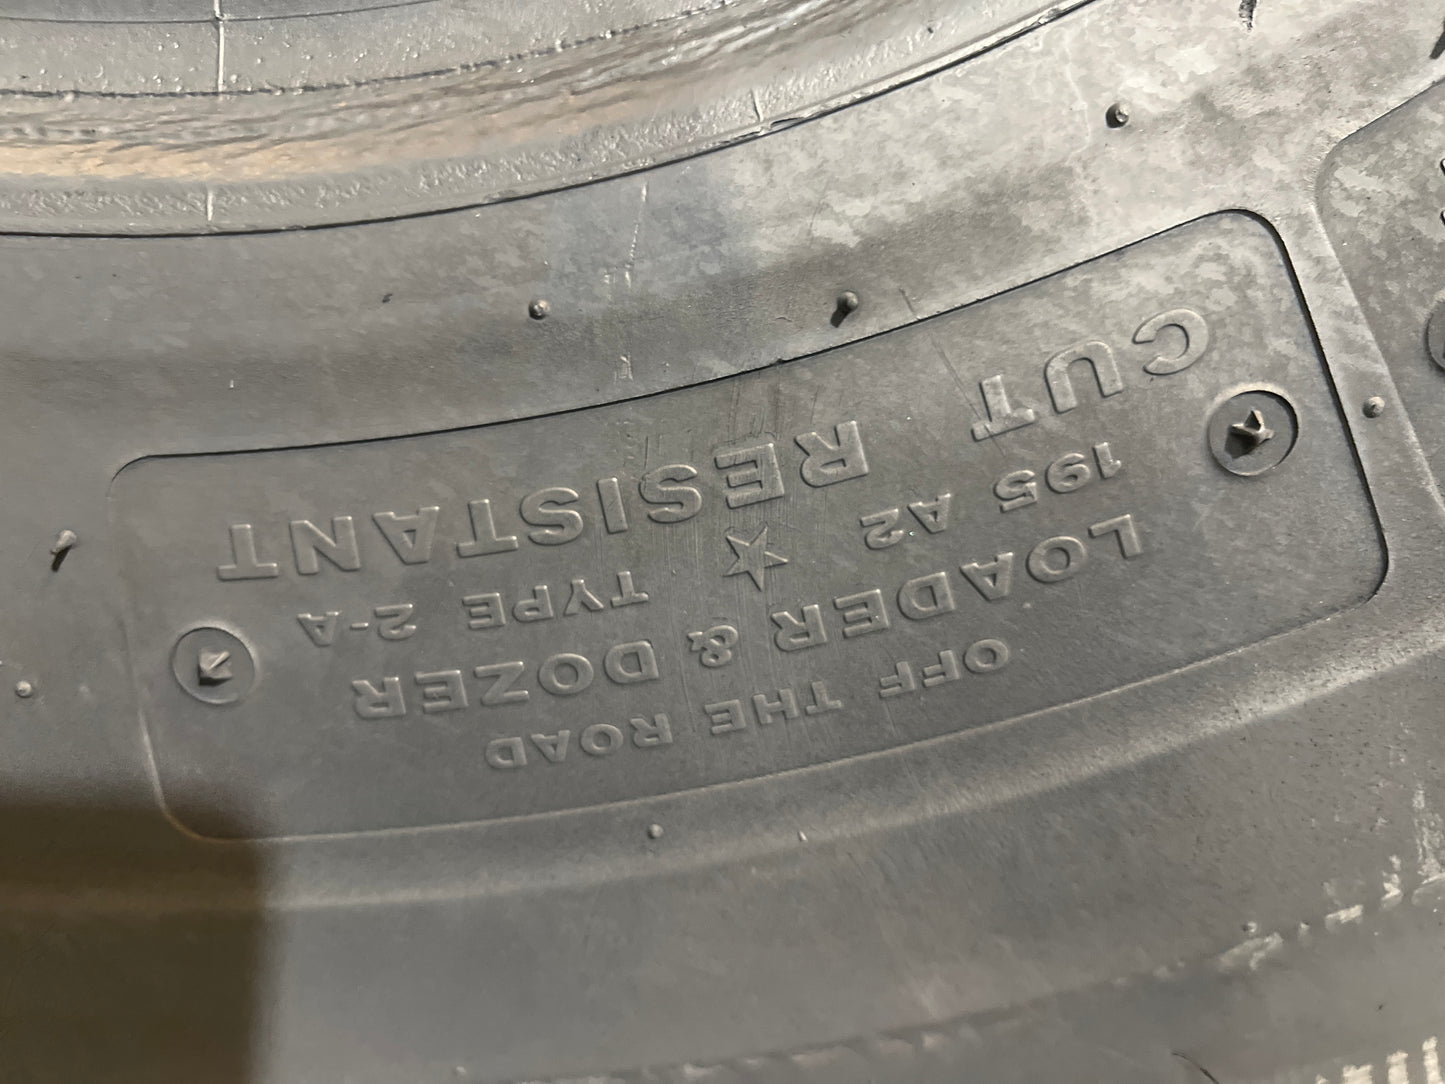 OFF THE ROAD
LOADER & DOZER
195 A2 ☆ TYPE 2-A
CUT RESISTANT